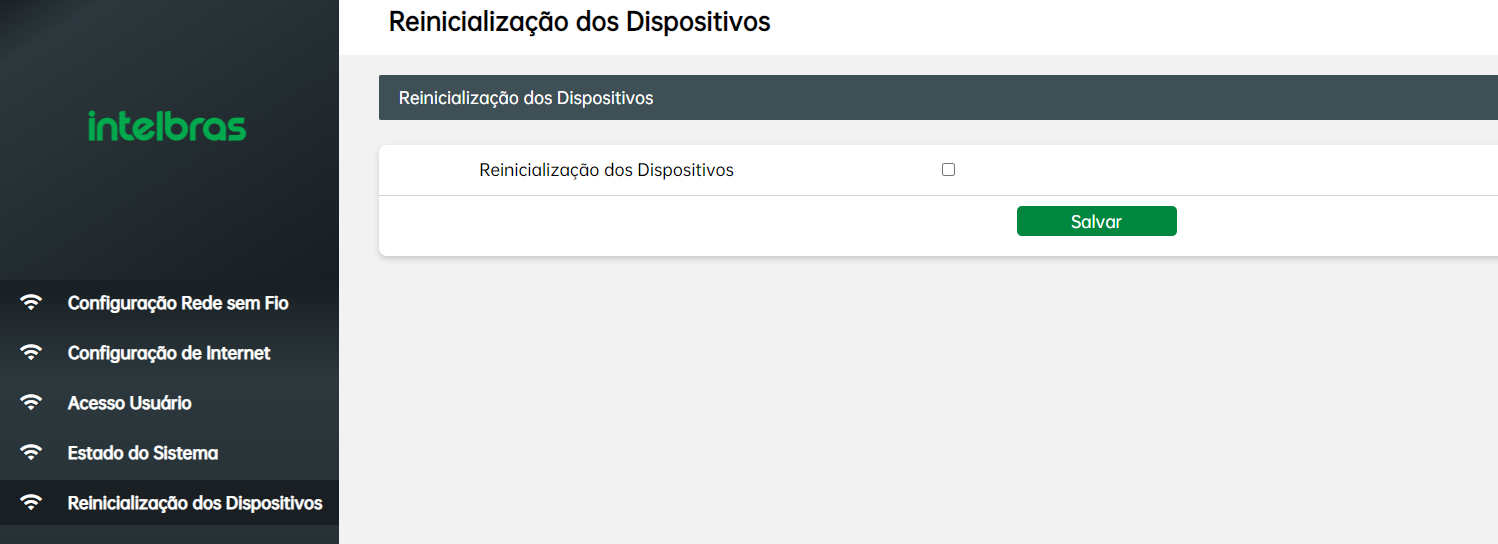 Reinicialização dos Dispositivos
intelbras
Reinicialização dos Dispositivos
Reinicialização dos Dispositivos
Salvar
Configuração Rede sem Fio
Configuração de Internet
Acesso Usuário
Estado do Sistema
Reinicialização dos Dispositivos